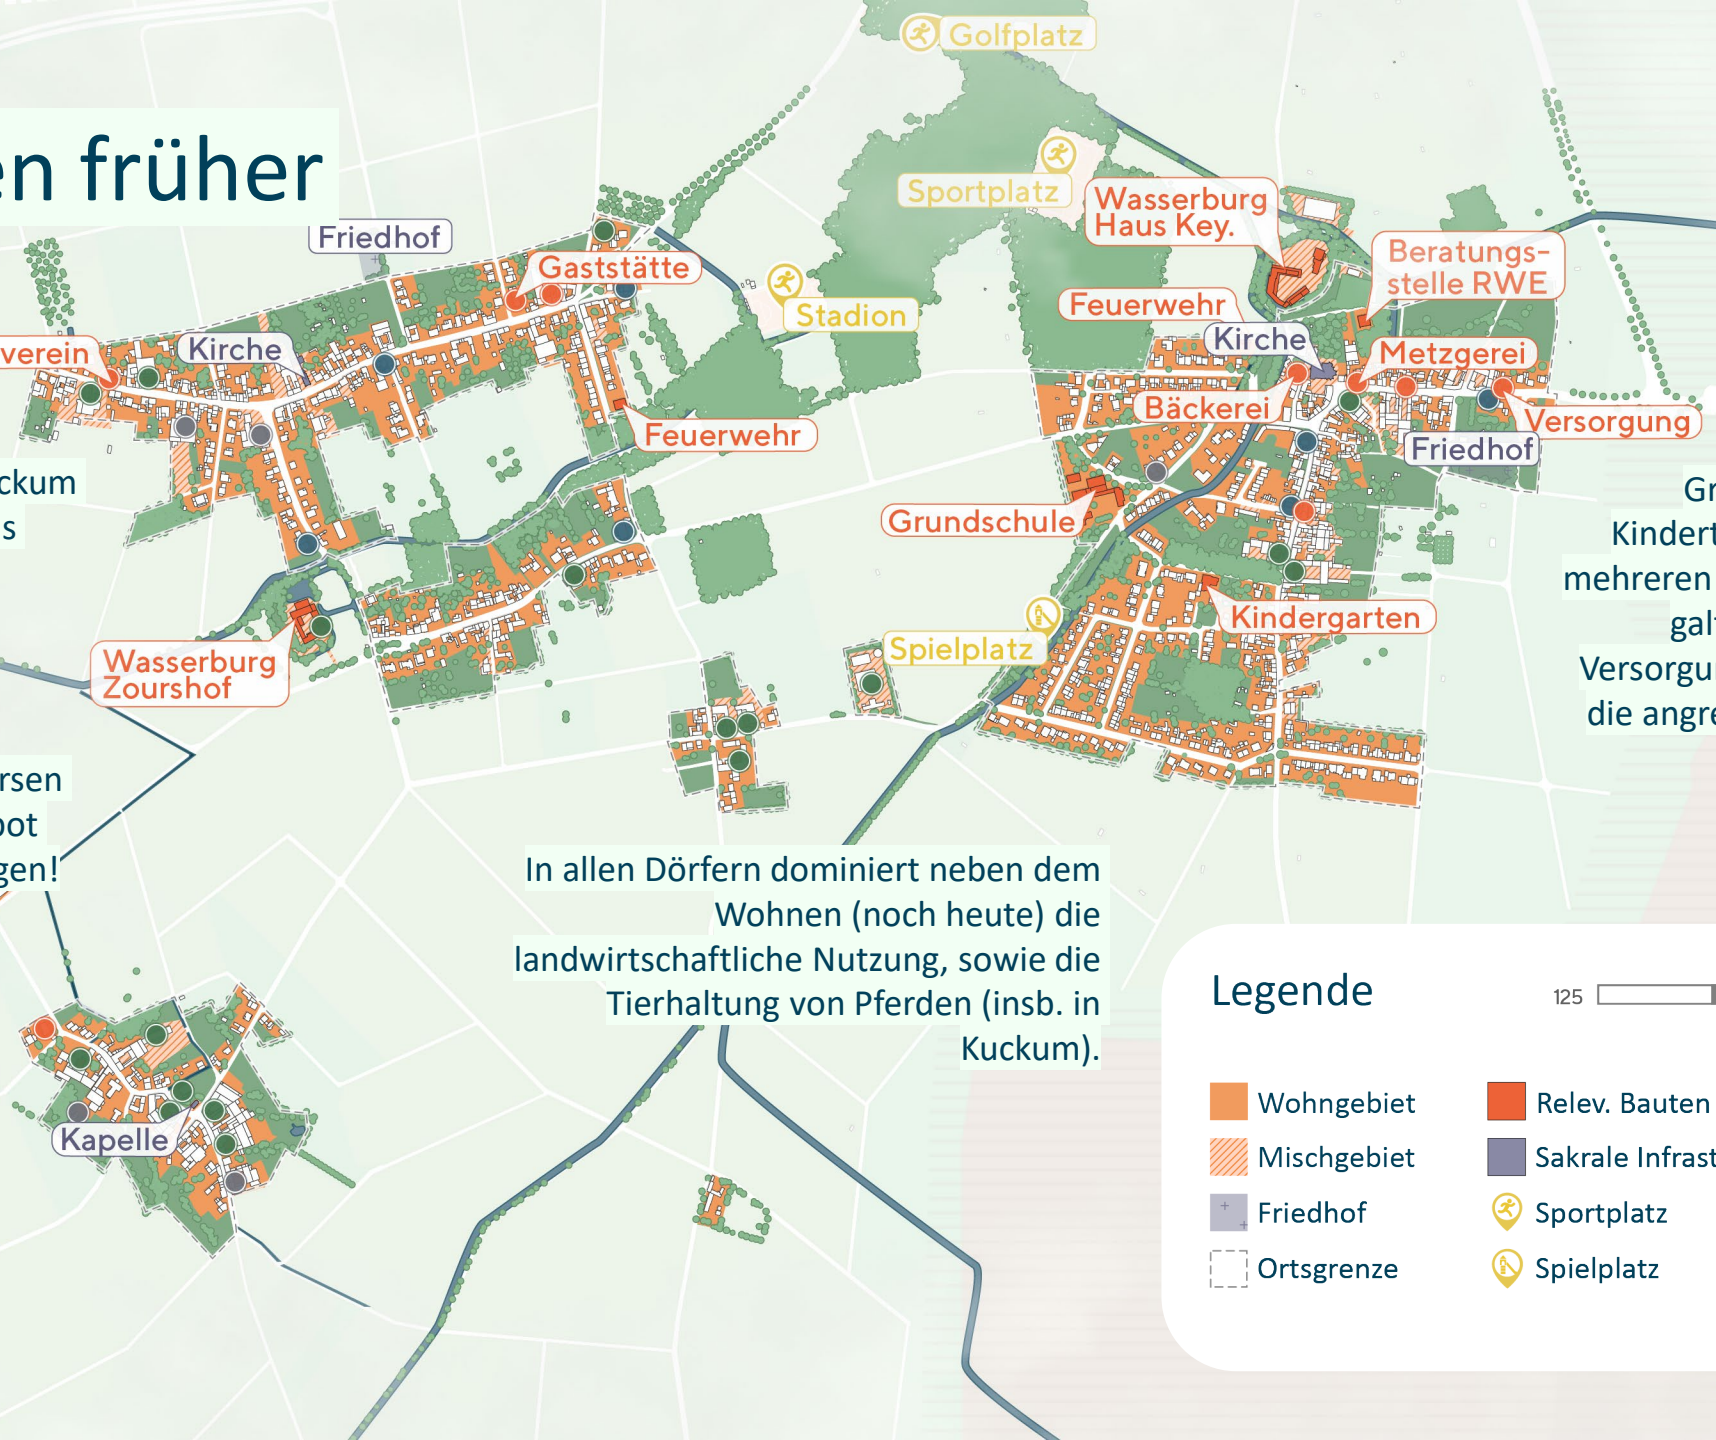 en früher
Golfplatz
Sportplatz
Wasserburg
Haus Key.
Friedhof
Gaststätte
Beratungs-
stelle RWE
Stadion
Feuerwehr
Kirche
verein
Kirche
Metzgerei
Bäckerei
Versorgung
Feuerwehr
Friedhof
ckum
s
Grundschule
Gr
Kindert
mehreren
gal
Versorgu
die angre
Kindergarten
Spielplatz
Wasserburg
Zourshof
rsen
bot
gen!
In allen Dörfern dominiert neben dem
Wohnen (noch heute) die
landwirtschaftliche Nutzung, sowie die
Tierhaltung von Pferden (insb. in
Kuckum).
Kapelle
Legende
125
Wohngebiet
Relev. Bauten
Mischgebiet
Sakrale Infrast
Friedhof
Sportplatz
Ortsgrenze
Spielplatz